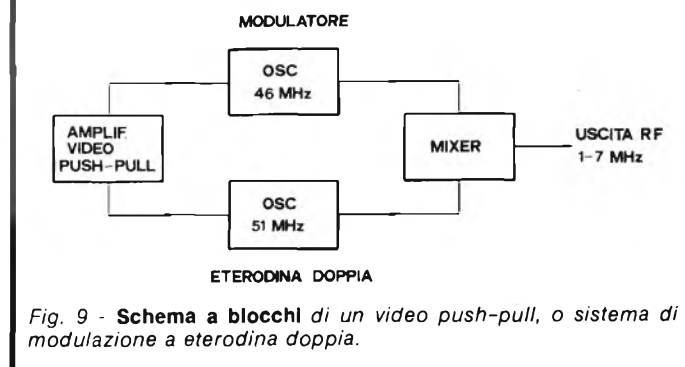 MODULATORE
OSC
46 MHz
AMPLIF.
VIDEO
PUSH-PULL
MIXER
USCITA RF
1-7 MHz
OSC
51 MHz
ETERODINA DOPPIA
Fig. 9 - Schema a blocchi di un video push-pull, o sistema di
modulazione a eterodina doppia.